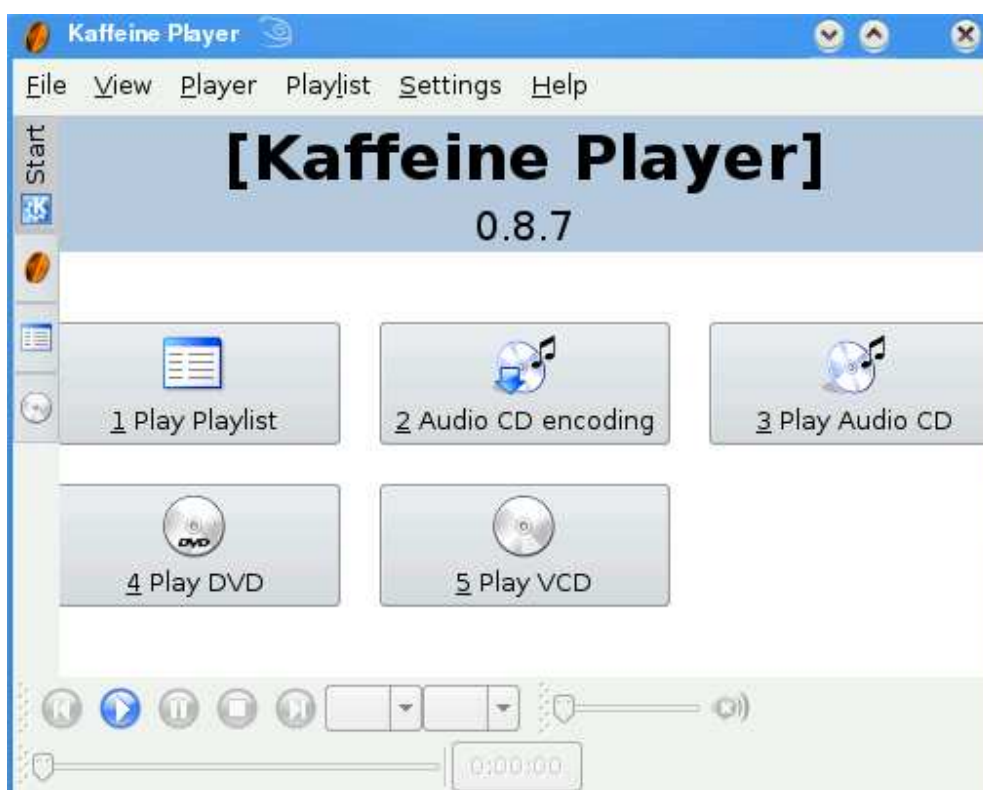 Kaffeine Player
File View Player Playlist Settings Help
Start
[Kaffeine Player]
0.8.7
1 Play Playlist
2 Audio CD encoding
3 Play Audio CD
DVD
4 Play DVD
5 Play VCD
0:00:00